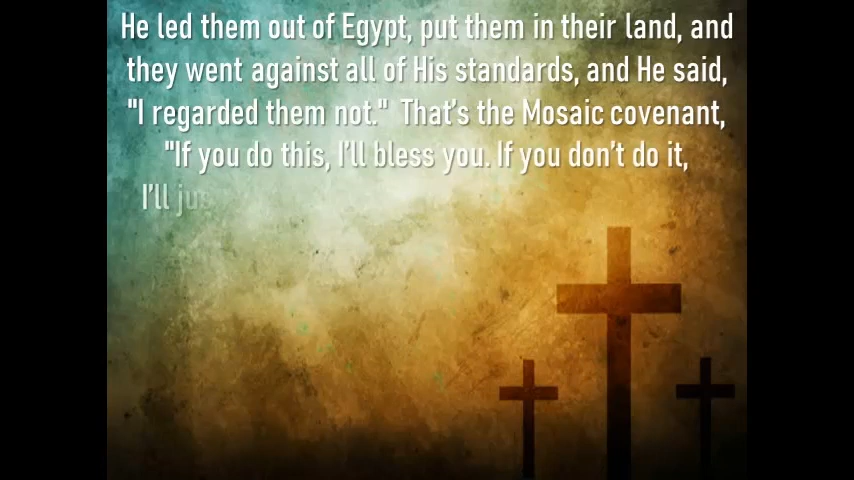 He led them out of Egypt, put them in their land, and
they went against all of His standards, and He said,
"I regarded them not."  That’s the Mosaic covenant,
"If you do this, I’ll bless you. If you don’t do it,
I’ll jus